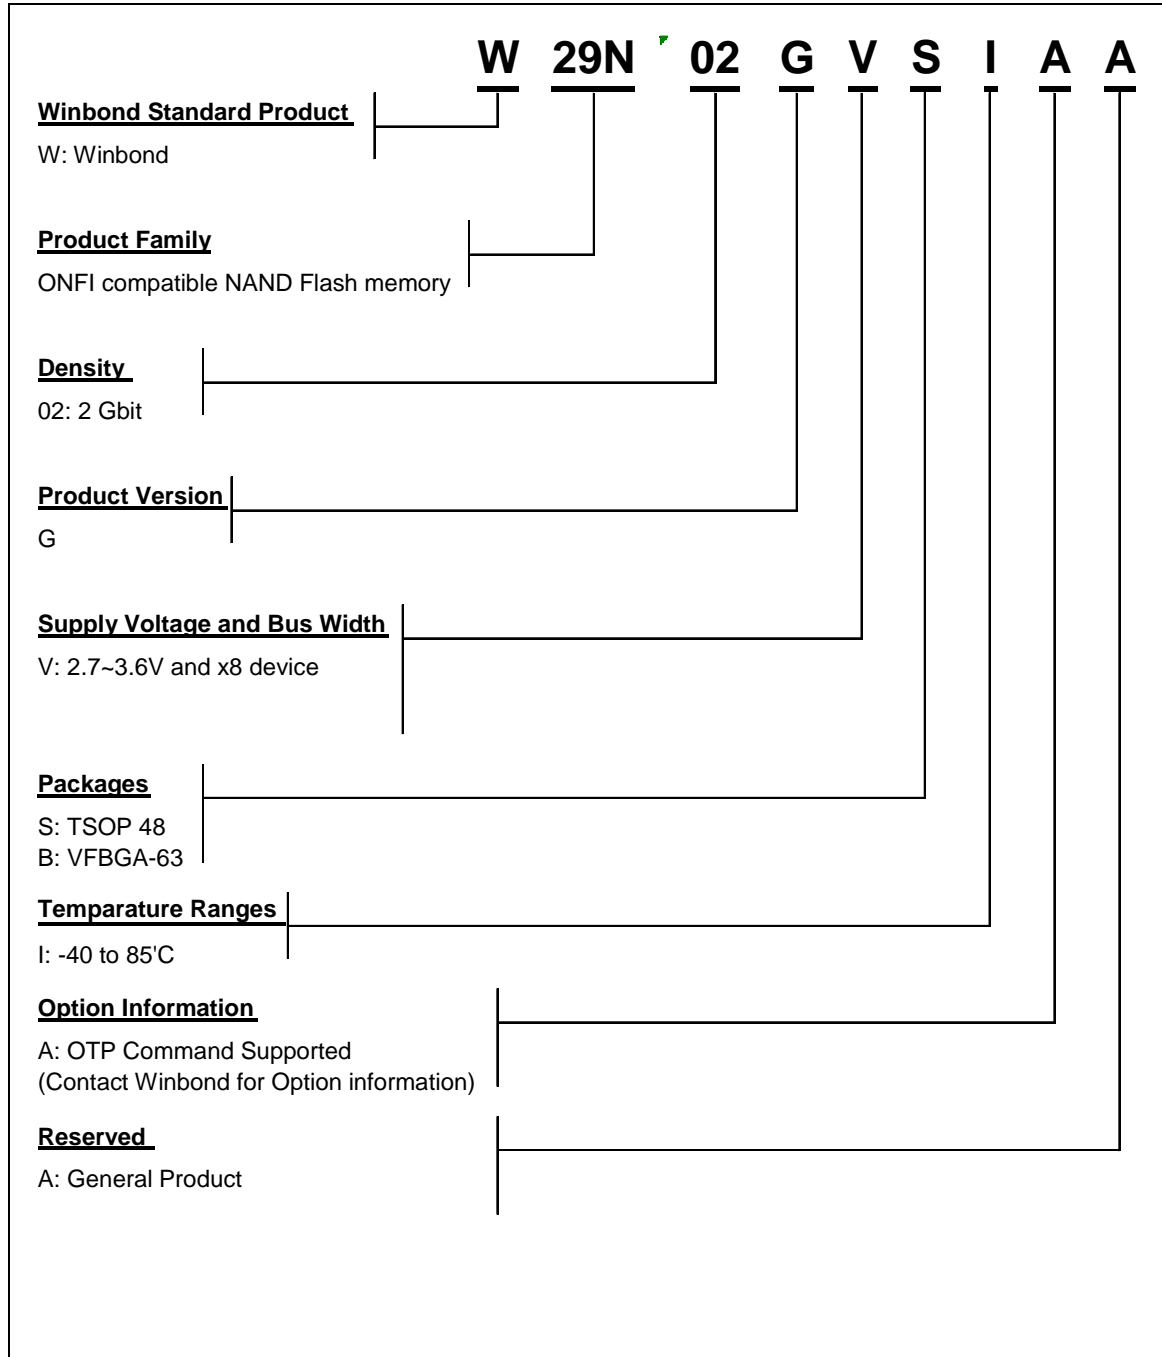 W 29N 02 G V S I A A
Winbond Standard Product
W: Winbond
Product Family
ONFI compatible NAND Flash memory
Density
02: 2 Gbit
Product Version
G
Supply Voltage and Bus Width
V: 2.7~3.6V and x8 device
Packages
S: TSOP 48
B: VFBGA-63
Temparature Ranges
I: -40 to 85'C
Option Information
A: OTP Command Supported
(Contact Winbond for Option information)
Reserved
A: General Product